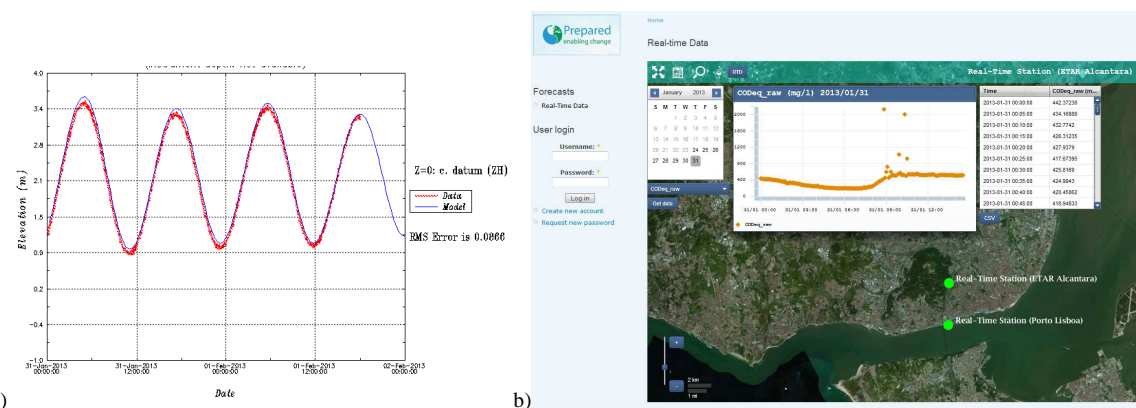 4.0
3.4
2.8
2.1
1.5
0.9
0.2
-0.4
-1.0
Elevation (m)
31-Jan-2013
00:00:00
31-Jan-2013
12:00:00
01-Feb-2013
00:00:00
01-Feb-2013
12:00:00
02-Feb-2013
00:00:00
Date
Z=0: c. datum (ZH)
Data
Model
RMS Error is 0.0866
)
b)
Prepared
enabling change
Home
Real-time Data
Forecasts
Real-Time Data
User login
Username: *
Password: *
Log in
Create new account
Request new password
RTD
Real-Time Station (ETAR Alcantara)
January 2013
S M T W T F S
1 2 3 4 5
6 7 8 9 10 11 12
13 14 15 16 17 18 19
20 21 22 23 24 25 26
27 28 29 30 31
CODeq_raw
Get data
CODeq_raw (mg/l) 2013/01/31
2000
1600
1200
800
400
0
31/01 00:00 31/01 03:00 31/01 06:00 31/01 09:00 31/01 12:00
CODeq_raw
Time CODeq_raw (m...
2013-01-31 00:00:00 442.37238
2013-01-31 00:05:00 434.16888
2013-01-31 00:10:00 432.7742
2013-01-31 00:15:00 426.31235
2013-01-31 00:20:00 427.9379
2013-01-31 00:25:00 417.67395
2013-01-31 00:30:00 425.8169
2013-01-31 00:35:00 424.9943
2013-01-31 00:40:00 420.45862
2013-01-31 00:45:00 418.94833
CSV
Real-Time Station (ETAR Alcantara)
Real-Time Station (Porto Lisboa)
2 km
1 mi